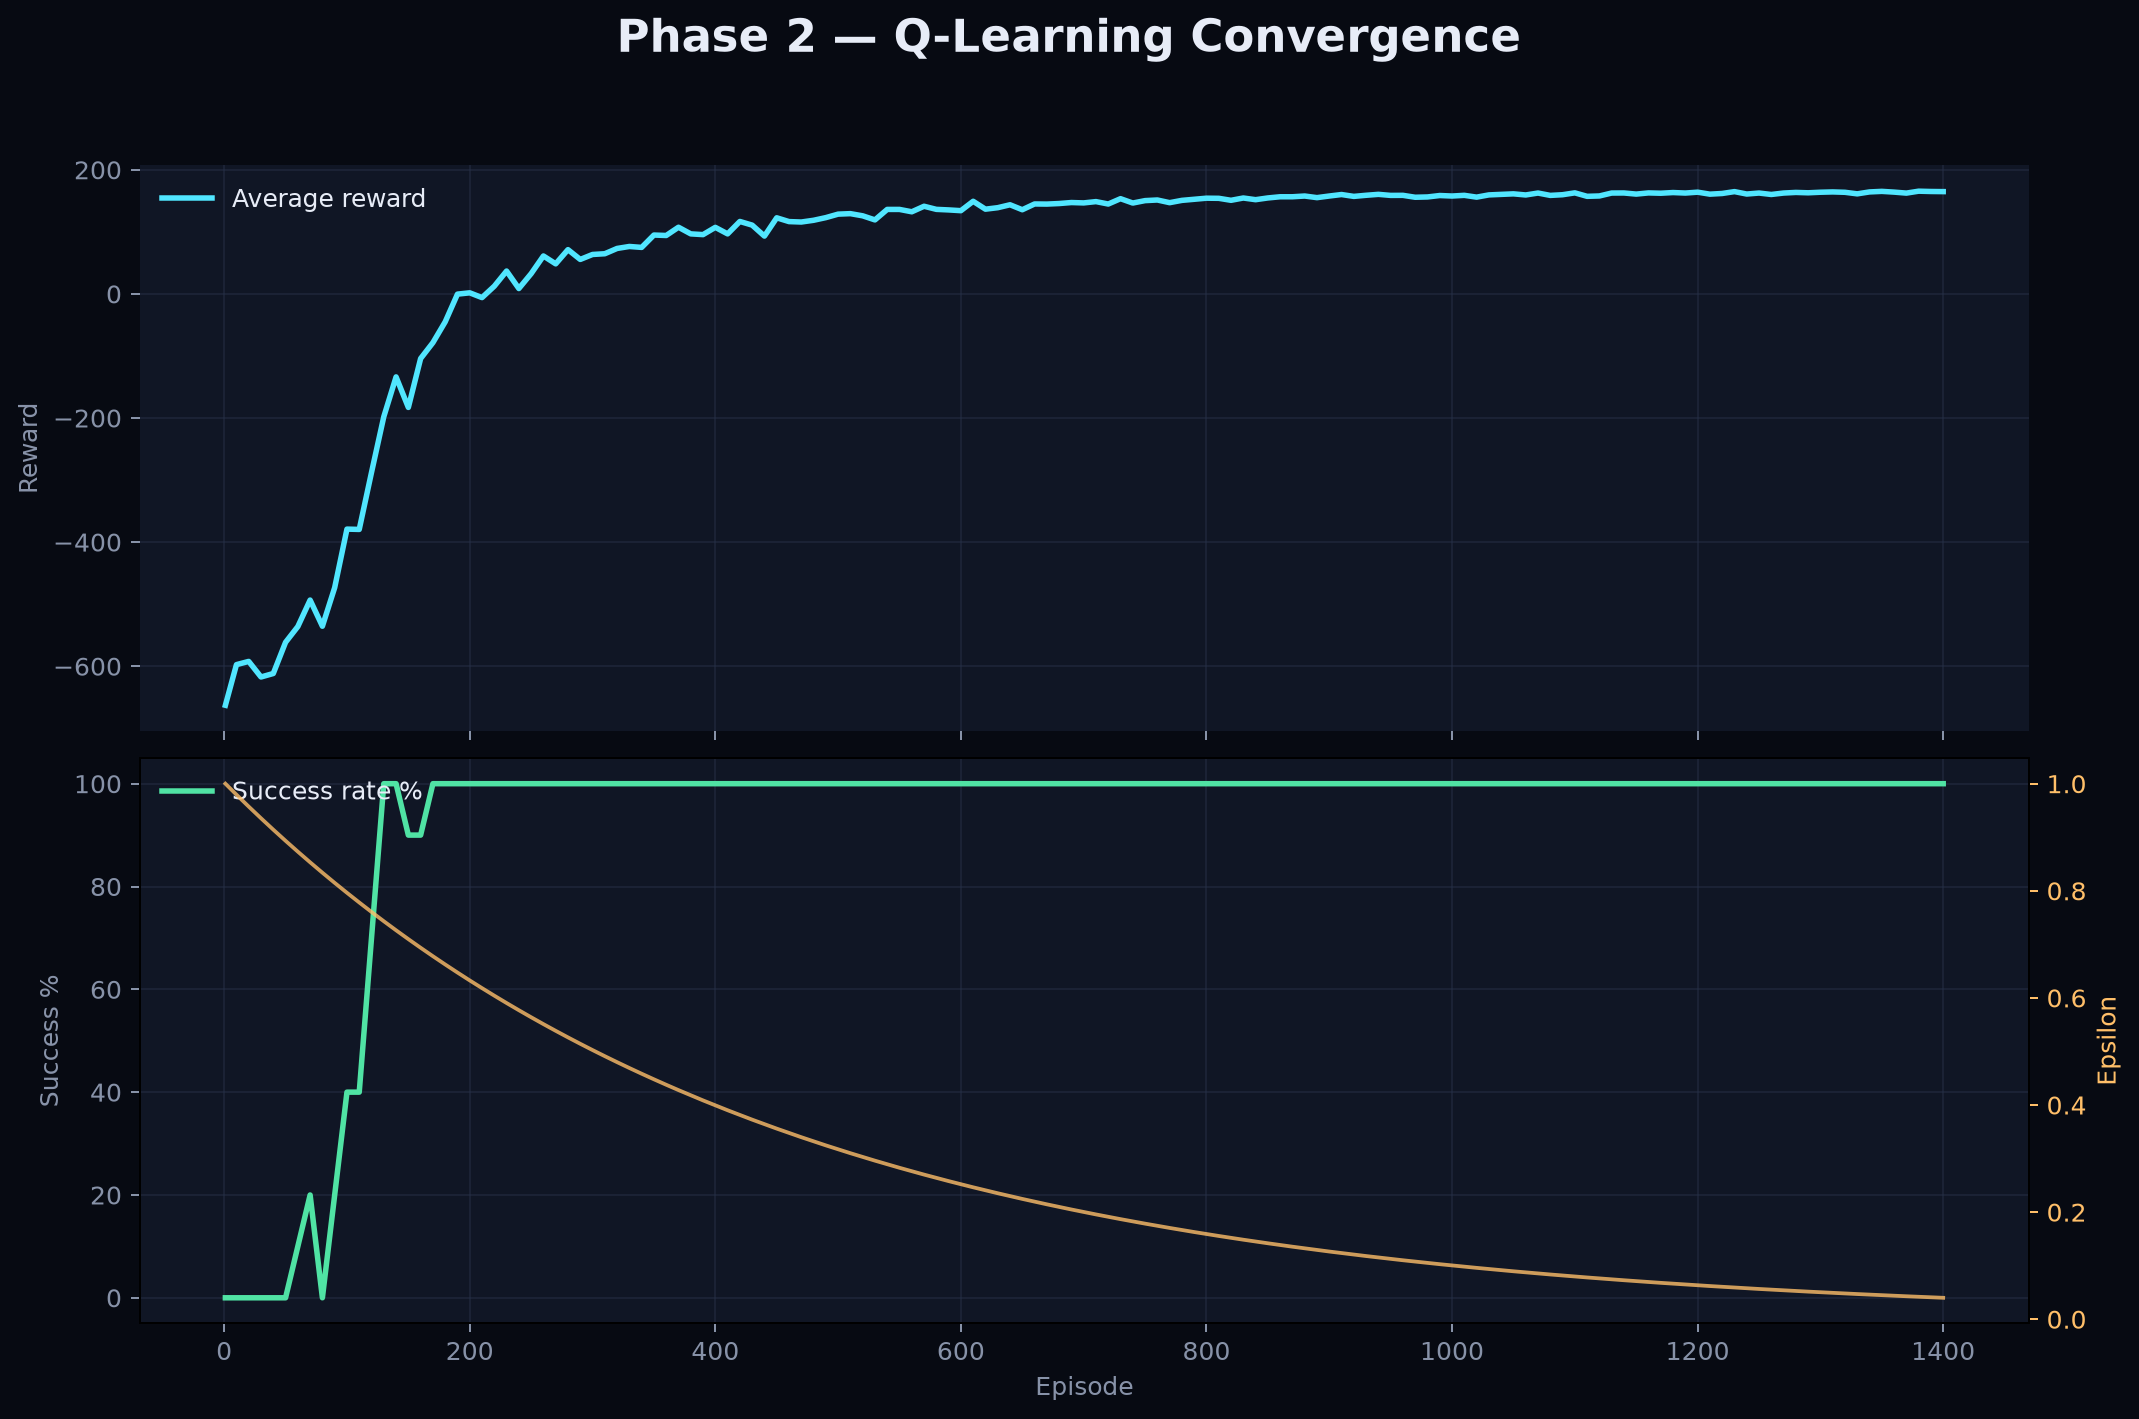 Phase 2 — Q-Learning Convergence
200
Average reward
0
−200
Reward
−400
−600
100
Success rate %
1.0
80
0.8
60
0.6
Success %
Epsilon
40
0.4
20
0.2
0
0.0
0 200 400 600 800 1000 1200 1400
Episode